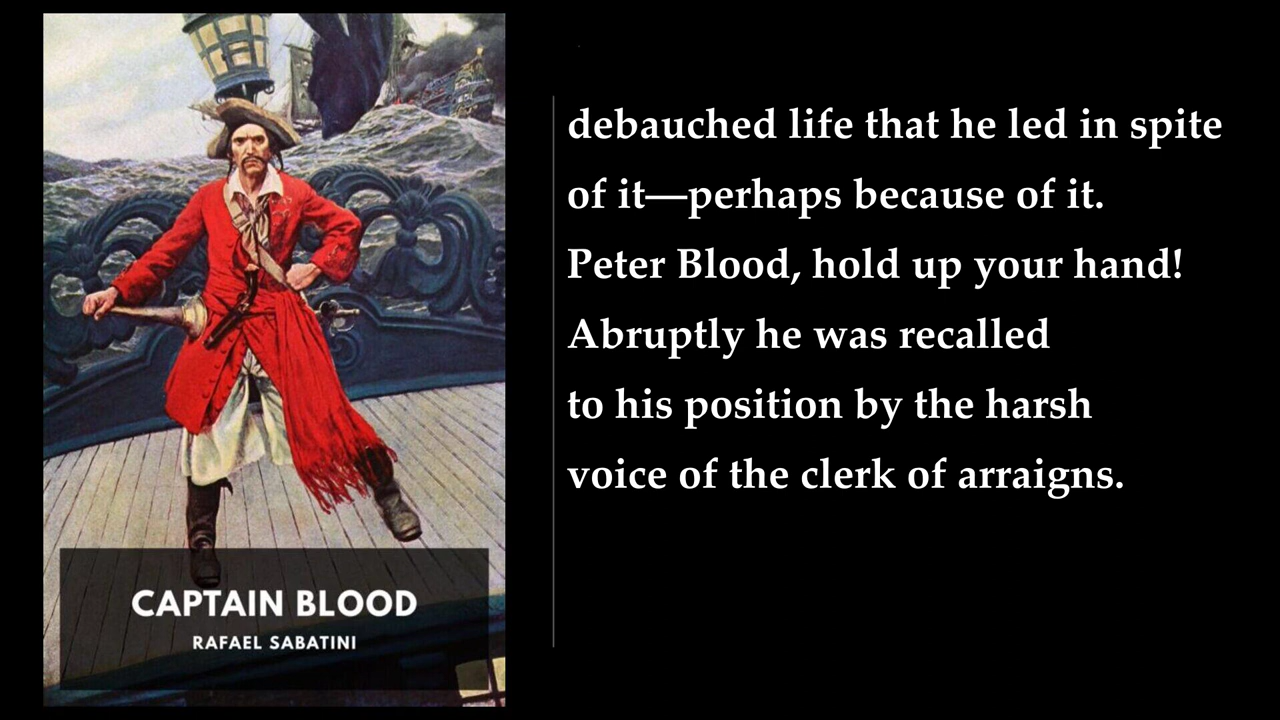 CAPTAIN BLOOD
RAFAEL SABATINI
debauched life that he led in spite
of it—perhaps because of it.
Peter Blood, hold up your hand!
Abruptly he was recalled
to his position by the harsh
voice of the clerk of arraigns.